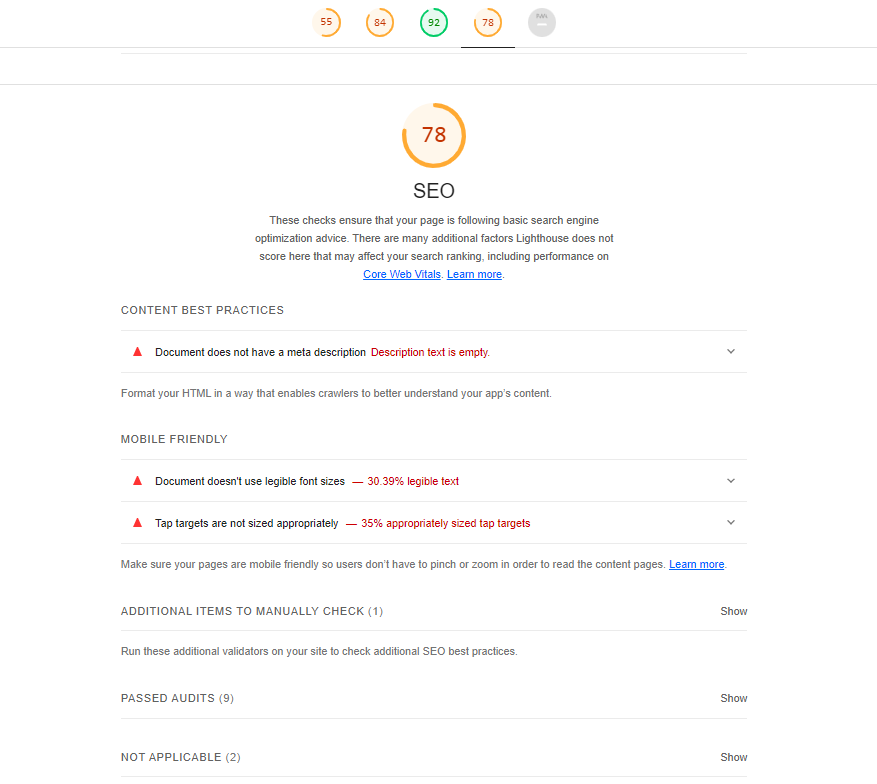 55 84 92 78 PWA
78
SEO
These checks ensure that your page is following basic search engine
optimization advice. There are many additional factors Lighthouse does not
score here that may affect your search ranking, including performance on
Core Web Vitals. Learn more.
CONTENT BEST PRACTICES
Document does not have a meta description Description text is empty.
Format your HTML in a way that enables crawlers to better understand your app's content.
MOBILE FRIENDLY
Document doesn't use legible font sizes — 30.39% legible text
Tap targets are not sized appropriately — 35% appropriately sized tap targets
Make sure your pages are mobile friendly so users don't have to pinch or zoom in order to read the content pages. Learn more.
ADDITIONAL ITEMS TO MANUALLY CHECK (1) Show
Run these additional validators on your site to check additional SEO best practices.
PASSED AUDITS (9) Show
NOT APPLICABLE (2) Show